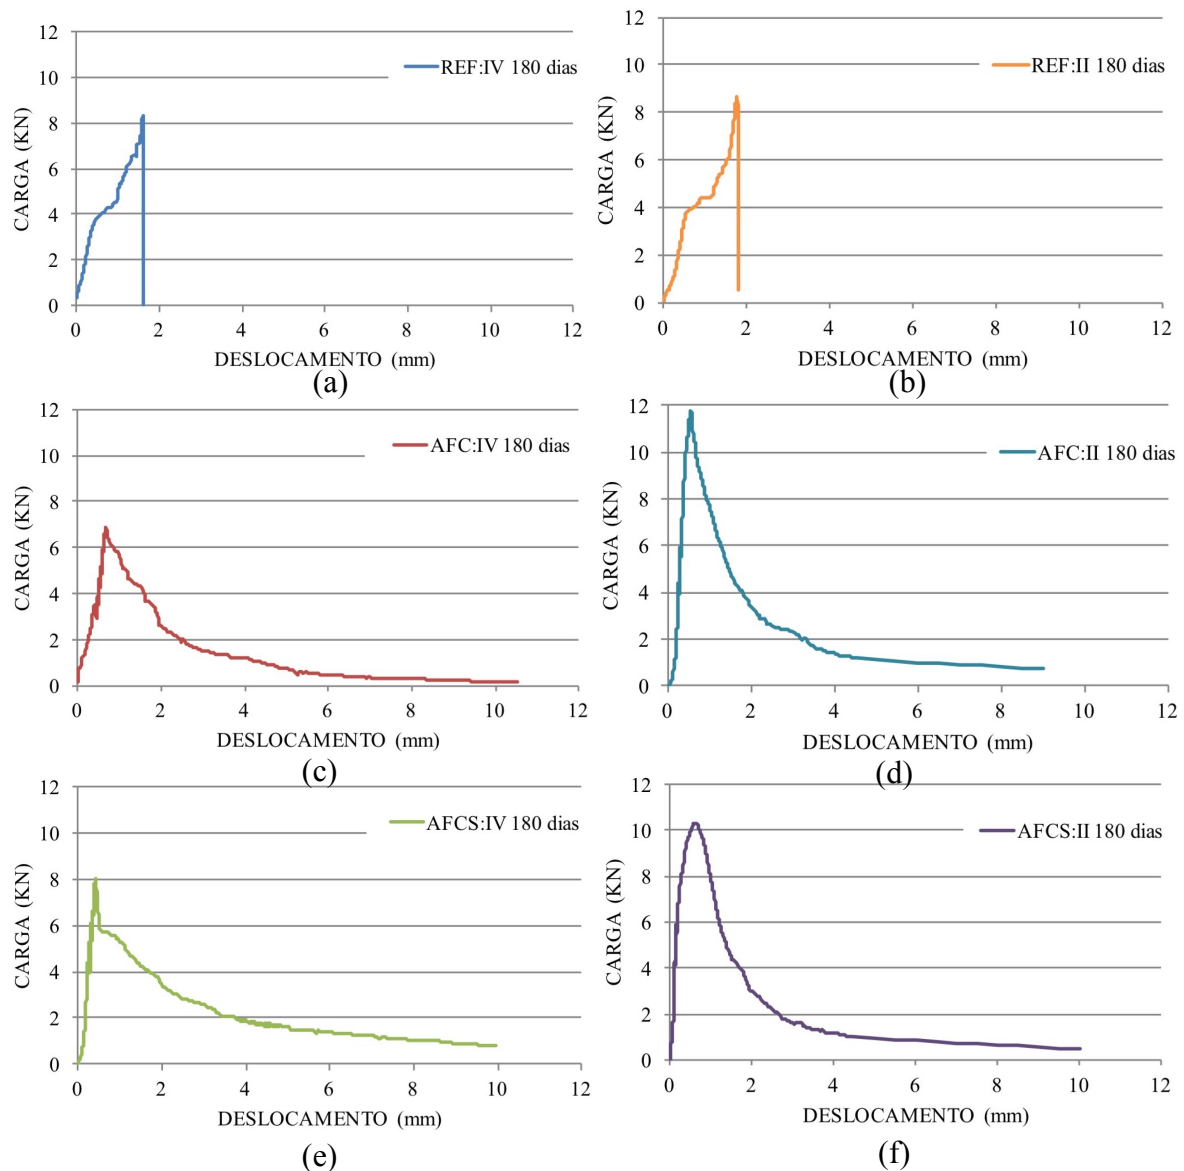 12
10
8
6
4
2
0
CARGA (KN)
REF:IV 180 dias
0 2 4 6 8 10 12
DESLOCAMENTO (mm)
(a)
12
10
8
6
4
2
0
CARGA (KN)
REF:II 180 dias
0 2 4 6 8 10 12
DESLOCAMENTO (mm)
(b)
12
10
8
6
4
2
0
CARGA (KN)
AFC:IV 180 dias
0 2 4 6 8 10 12
DESLOCAMENTO (mm)
(c)
12
10
8
6
4
2
0
CARGA (KN)
AFC:II 180 dias
0 2 4 6 8 10 12
DESLOCAMENTO (mm)
(d)
12
10
8
6
4
2
0
CARGA (KN)
AFCS:IV 180 dias
0 2 4 6 8 10 12
DESLOCAMENTO (mm)
(e)
12
10
8
6
4
2
0
CARGA (KN)
AFCS:II 180 dias
0 2 4 6 8 10 12
DESLOCAMENTO (mm)
(f)